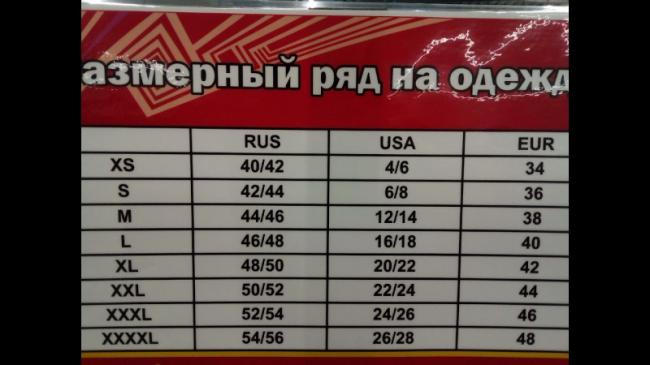 азмерный ряд на одежд
RUS USA EUR
XS 40/42 4/6 34
S 42/44 6/8 36
M 44/46 12/14 38
L 46/48 16/18 40
XL 48/50 20/22 42
XXL 50/52 22/24 44
XXXL 52/54 24/26 46
XXXXL 54/56 26/28 48